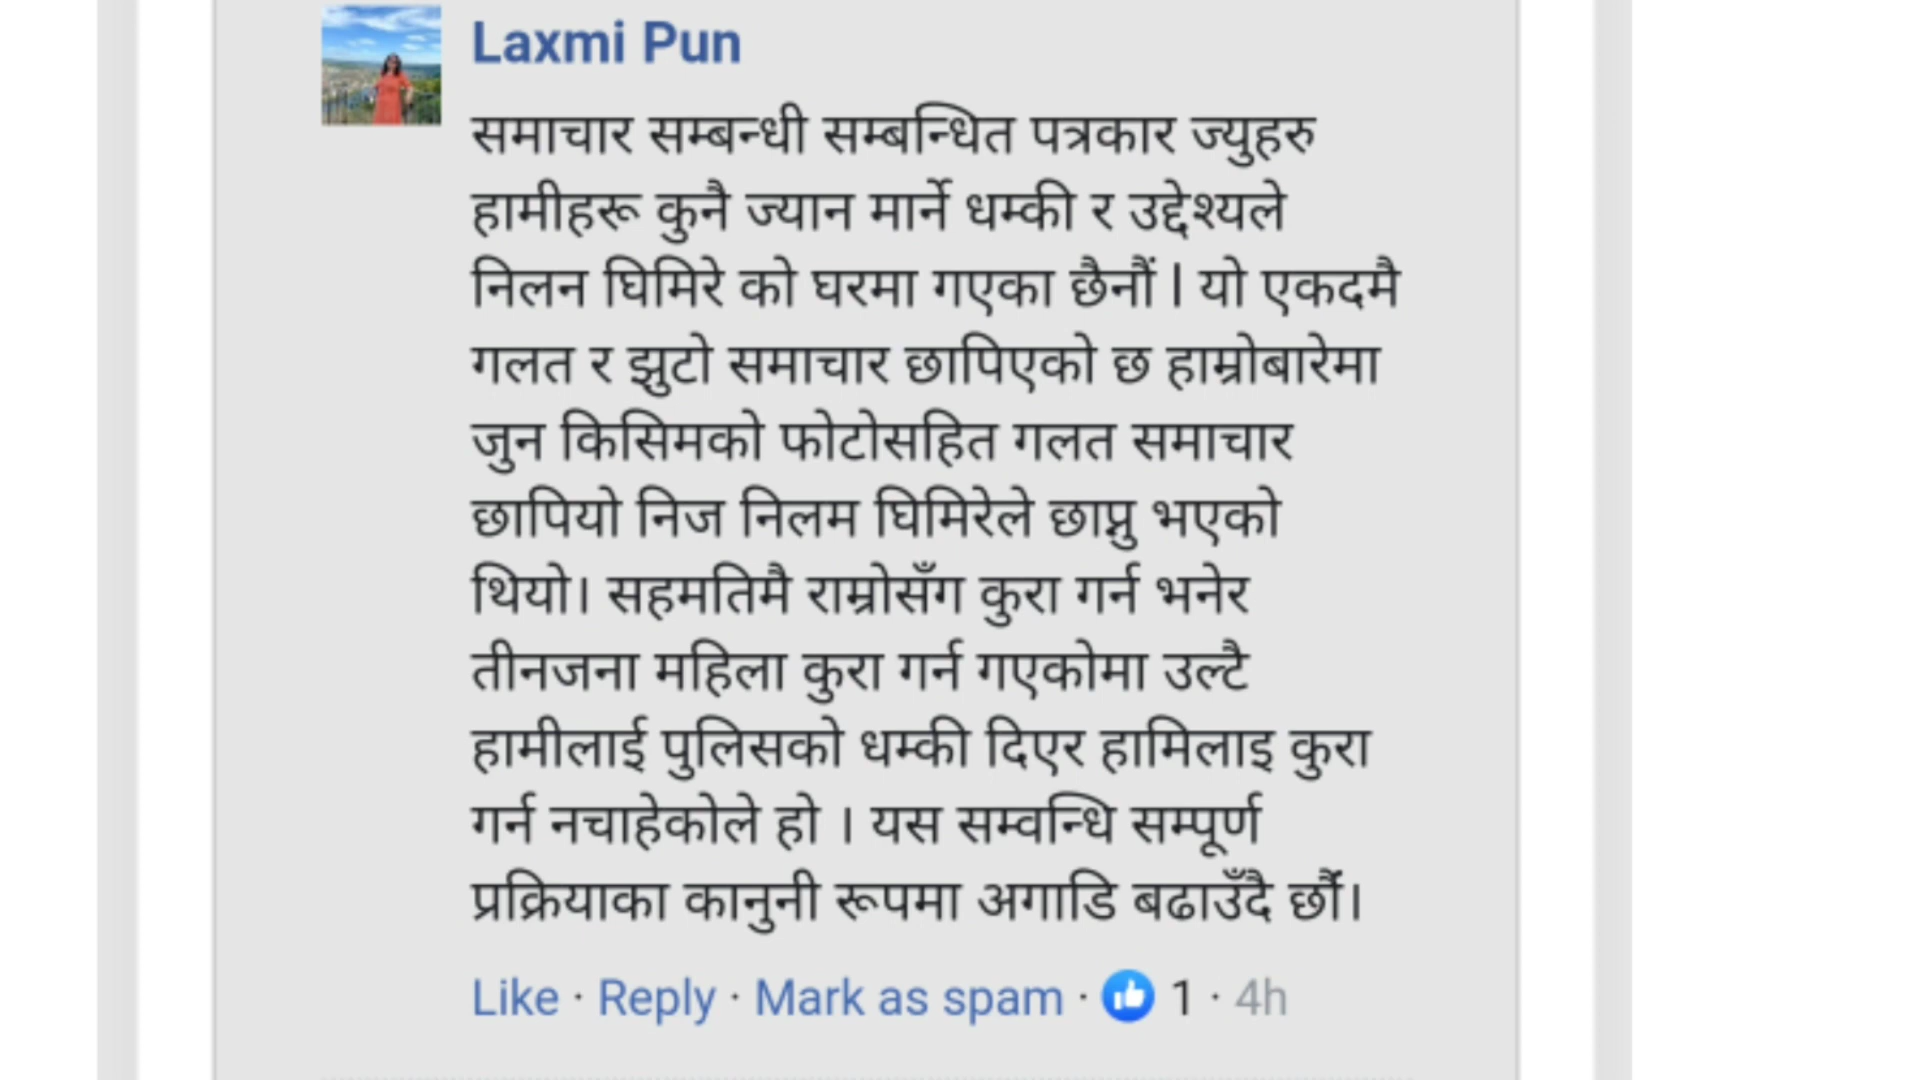 Laxmi Pun
समाचार सम्बन्धी सम्बन्धित पत्रकार ज्युहरु
हामीहरू कुनै ज्यान मार्ने धम्की र उद्देश्यले
निलन घिमिरे को घरमा गएका छैनौं l यो एकदमै
गलत र झुटो समाचार छापिएको छ हाम्रोबारेमा
जुन किसिमको फोटोसहित गलत समाचार
छापियो निज निलम घिमिरेले छाप्नु भएको
थियो। सहमतिमै राम्रोसँग कुरा गर्न भनेर
तीनजना महिला कुरा गर्न गएकोमा उल्टै
हामीलाई पुलिसको धम्की दिएर हामिलाइ कुरा
गर्न नचाहेकोले हो । यस सम्वन्धि सम्पूर्ण
प्रक्रियाका कानुनी रूपमा अगाडि बढाउँदै छौं।
Like · Reply · Mark as spam · 1 · 4h